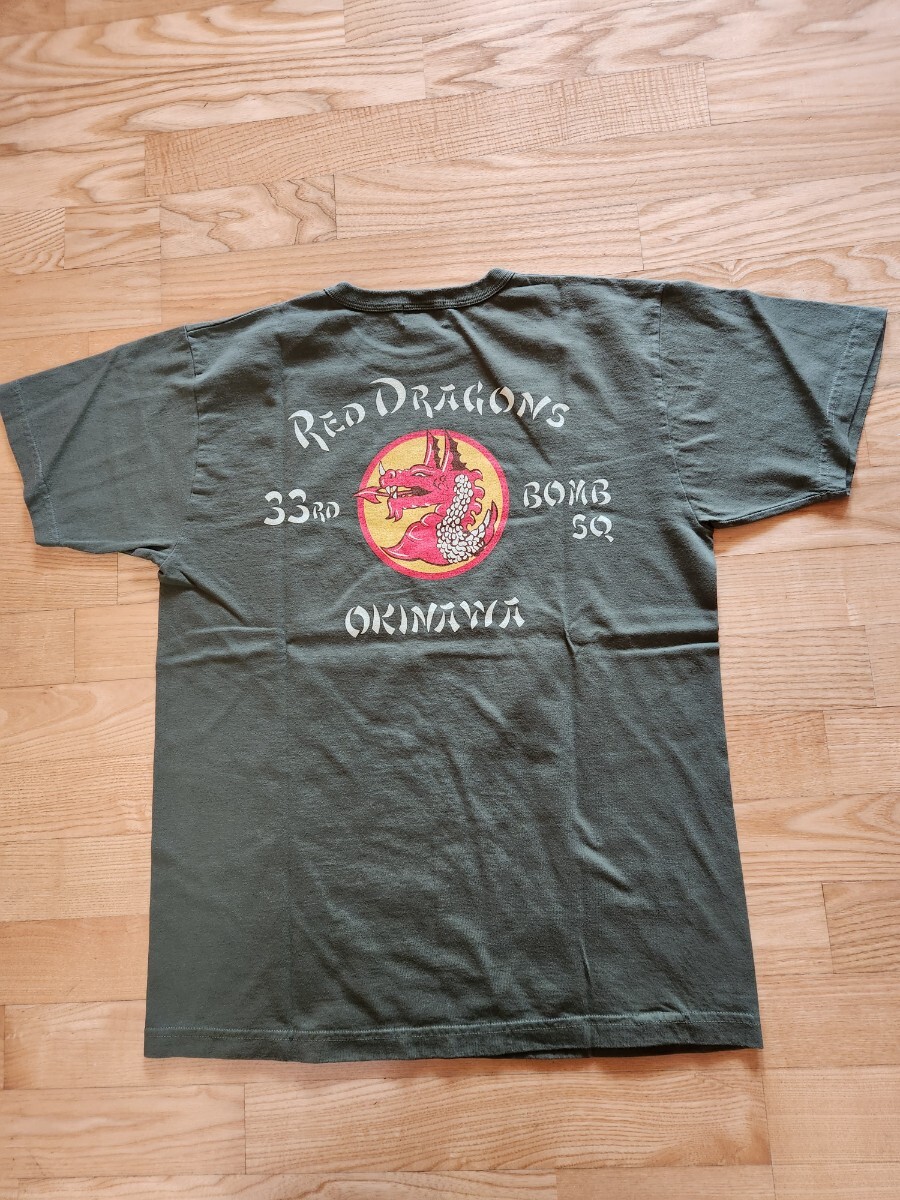 RED DRAGONS
33RD BOMB
SQ
OKINAWA